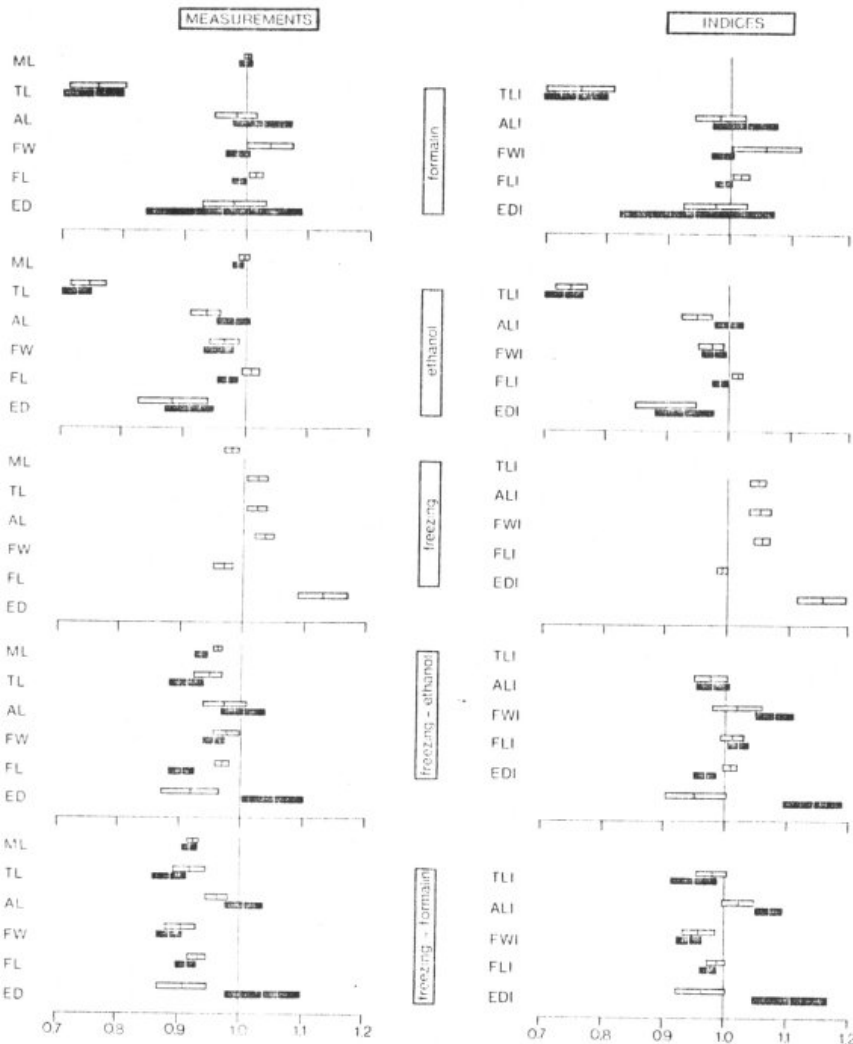 MEASUREMENTS
INDICES
ML
TL
AL
FW
FL
ED
formalin
TLI
ALI
FWI
FLI
EDI
ML
TL
AL
FW
FL
ED
ethanol
TLI
ALI
FWI
FLI
EDI
ML
TL
AL
FW
FL
ED
freezing
TLI
ALI
FWI
FLI
EDI
ML
TL
AL
FW
FL
ED
freezing - ethanol
TLI
ALI
FWI
FLI
EDI
ML
TL
AL
FW
FL
ED
freezing - formalin
TLI
ALI
FWI
FLI
EDI
0.7 0.8 0.9 1.0 1.1 1.2
0.7 0.8 0.9 1.0 1.1 1.2